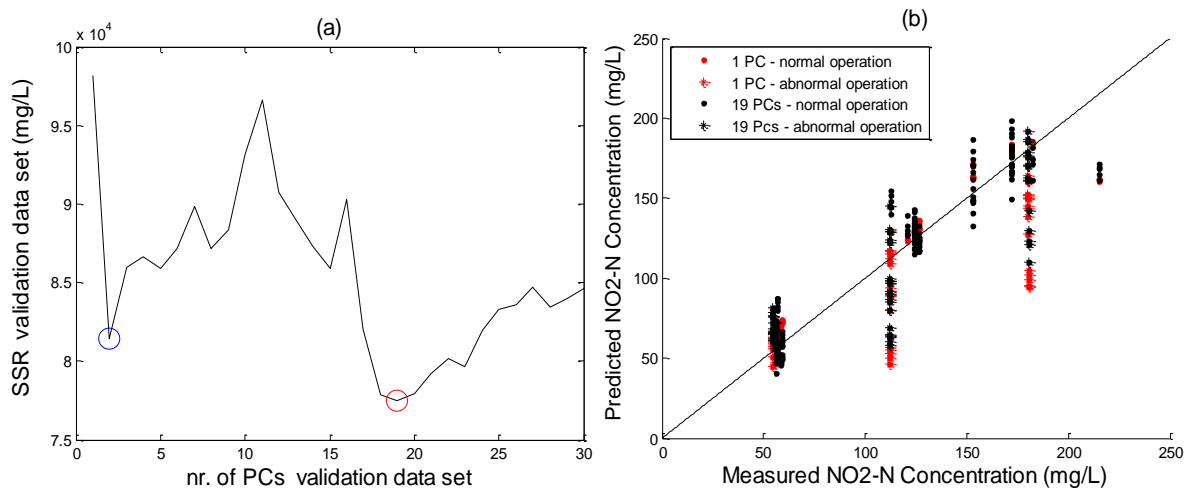 (a)
x 10^4
10
9.5
9
8.5
8
7.5
0
5
10
15
20
25
30
SSR validation data set (mg/L)
nr. of PCs validation data set
(b)
250
200
150
100
50
0
0
50
100
150
200
250
Predicted NO2-N Concentration (mg/L)
Measured NO2-N Concentration (mg/L)
1 PC - normal operation
1 PC - abnormal operation
19 PCs - normal operation
19 Pcs - abnormal operation